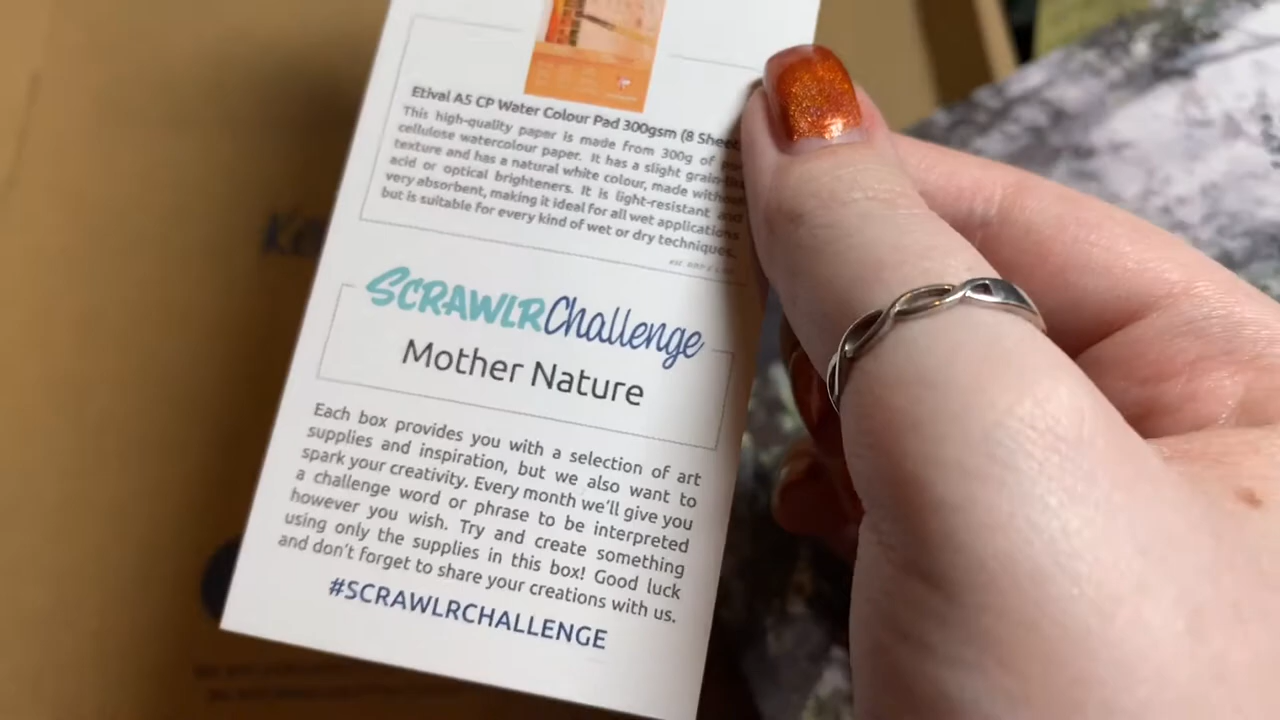 Etival A5 CP Water Colour Pad 300gsm (8
This high-quality paper is made from 300g of
cellulose watercolour paper. It has a slight
texture and has a natural white colour, made
acid or optical brighteners. It is light-resistant and
very absorbent, making it ideal for all wet applications
but is suitable for every kind of wet or dry techniques.
SCRAWLRChallenge
Mother Nature
Each box provides you with a selection of art
supplies and inspiration, but we also want to
spark your creativity. Every month we'll give you
a challenge word or phrase to be interpreted
however you wish. Try and create something
using only the supplies in this box! Good luck
and don't forget to share your creations with us.
#SCRAWLRCHALLENGE